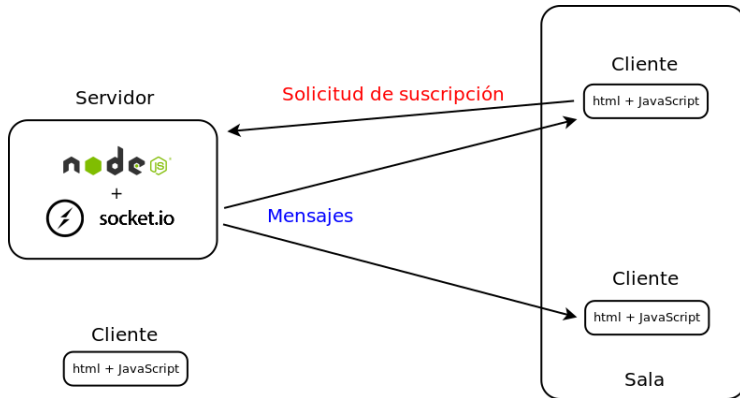 Cliente
html + JavaScript
Solicitud de suscripción
Servidor
node JS
+
socket.io
Mensajes
Cliente
html + JavaScript
Cliente
html + JavaScript
Sala